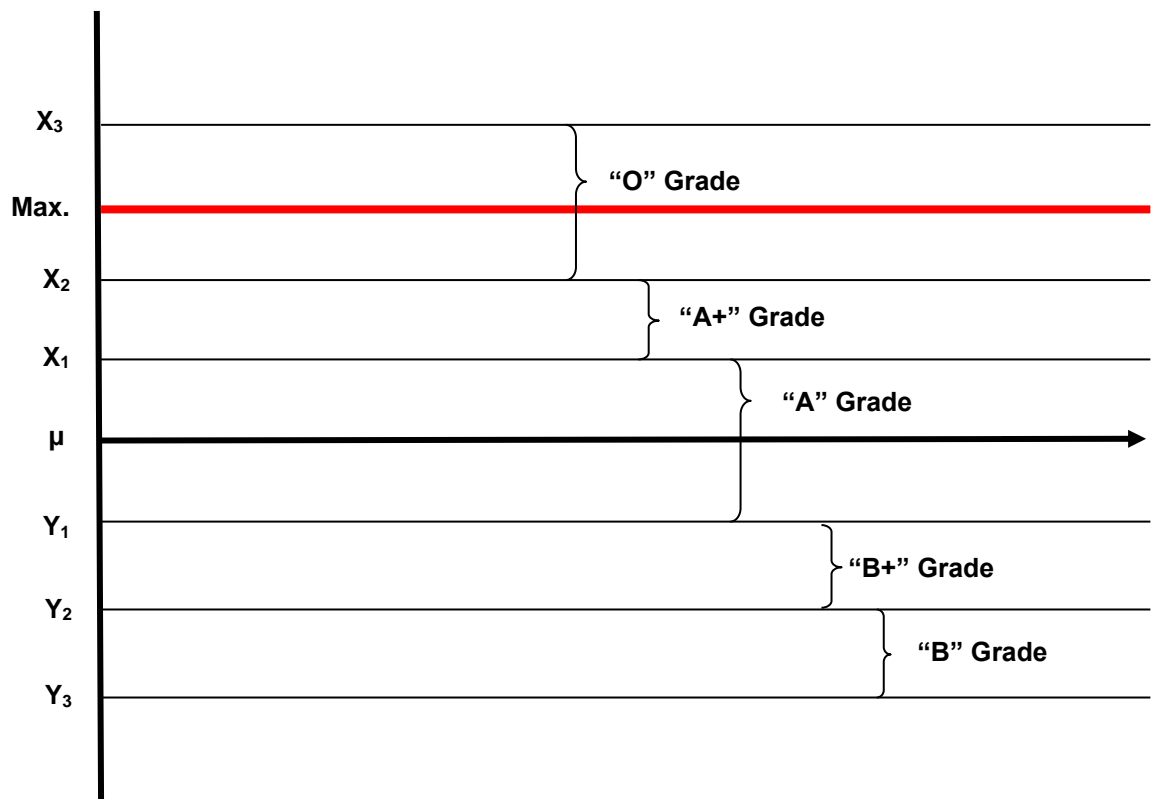 X₃
“O” Grade
Max.
X₂
“A+” Grade
X₁
“A” Grade
µ
Y₁
“B+” Grade
Y₂
“B” Grade
Y₃